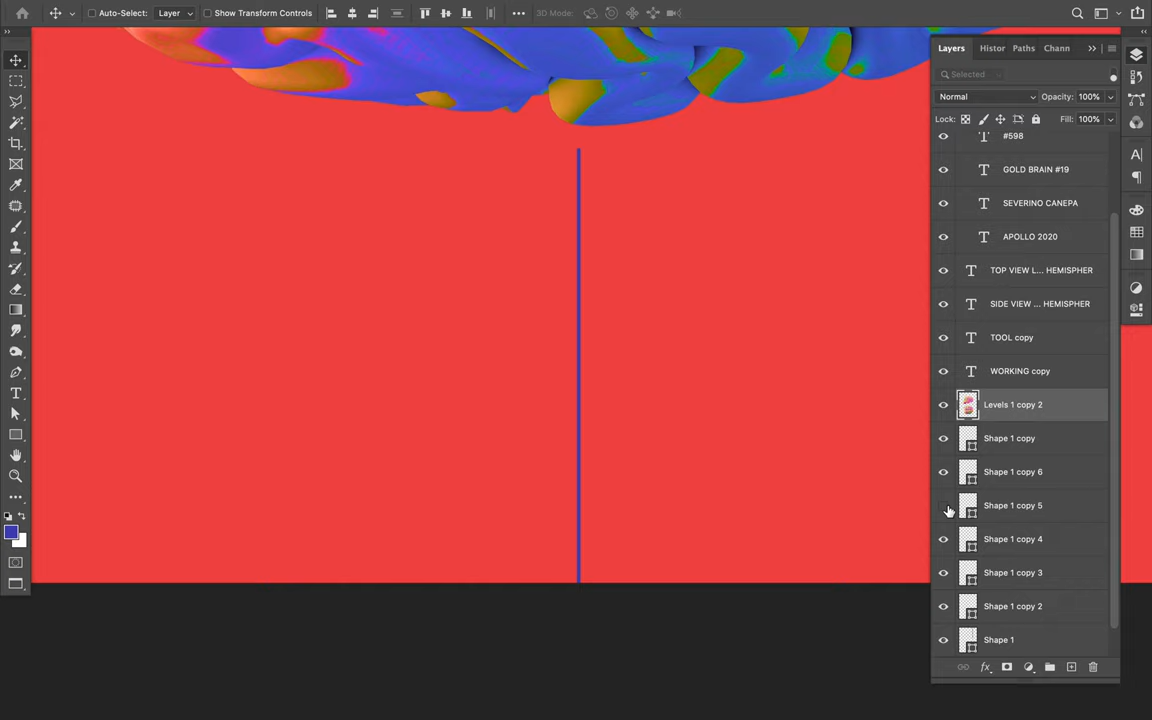 Auto-Select: Layer Show Transform Controls 3D Mode:
Layers Histor Paths Chann
Selected
Normal Opacity: 100%
Lock: Fill: 100%
#598
GOLD BRAIN #19
SEVERINO CANEPA
APOLLO 2020
TOP VIEW L... HEMISPHER
SIDE VIEW ... HEMISPHER
TOOL copy
WORKING copy
Levels 1 copy 2
Shape 1 copy
Shape 1 copy 6
Shape 1 copy 5
Shape 1 copy 4
Shape 1 copy 3
Shape 1 copy 2
Shape 1